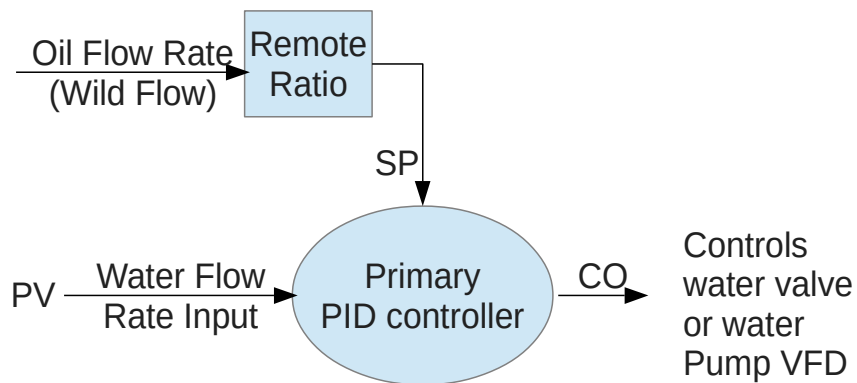 Oil Flow Rate
(Wild Flow)
Remote
Ratio
SP
PV
Water Flow
Rate Input
Primary
PID controller
CO
Controls
water valve
or water
Pump VFD